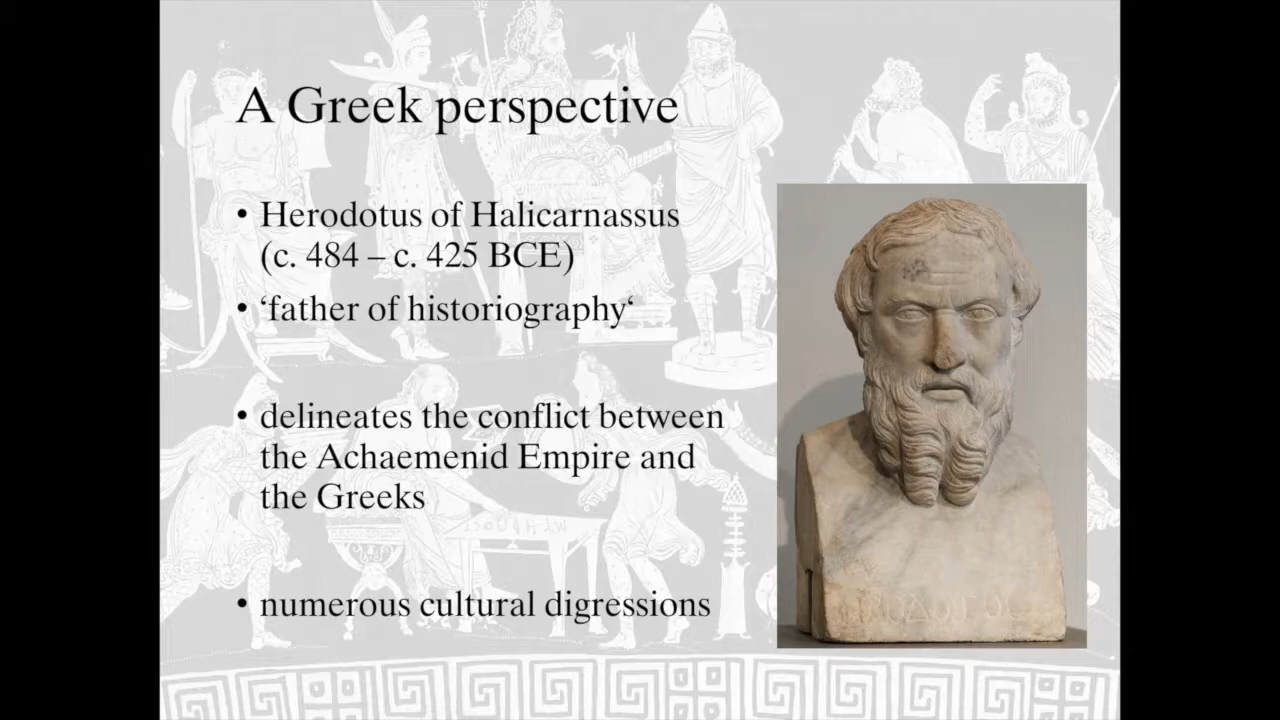 A Greek perspective
• Herodotus of Halicarnassus
(c. 484 – c. 425 BCE)
• ‘father of historiography‘
• delineates the conflict between
the Achaemenid Empire and
the Greeks
• numerous cultural digressions